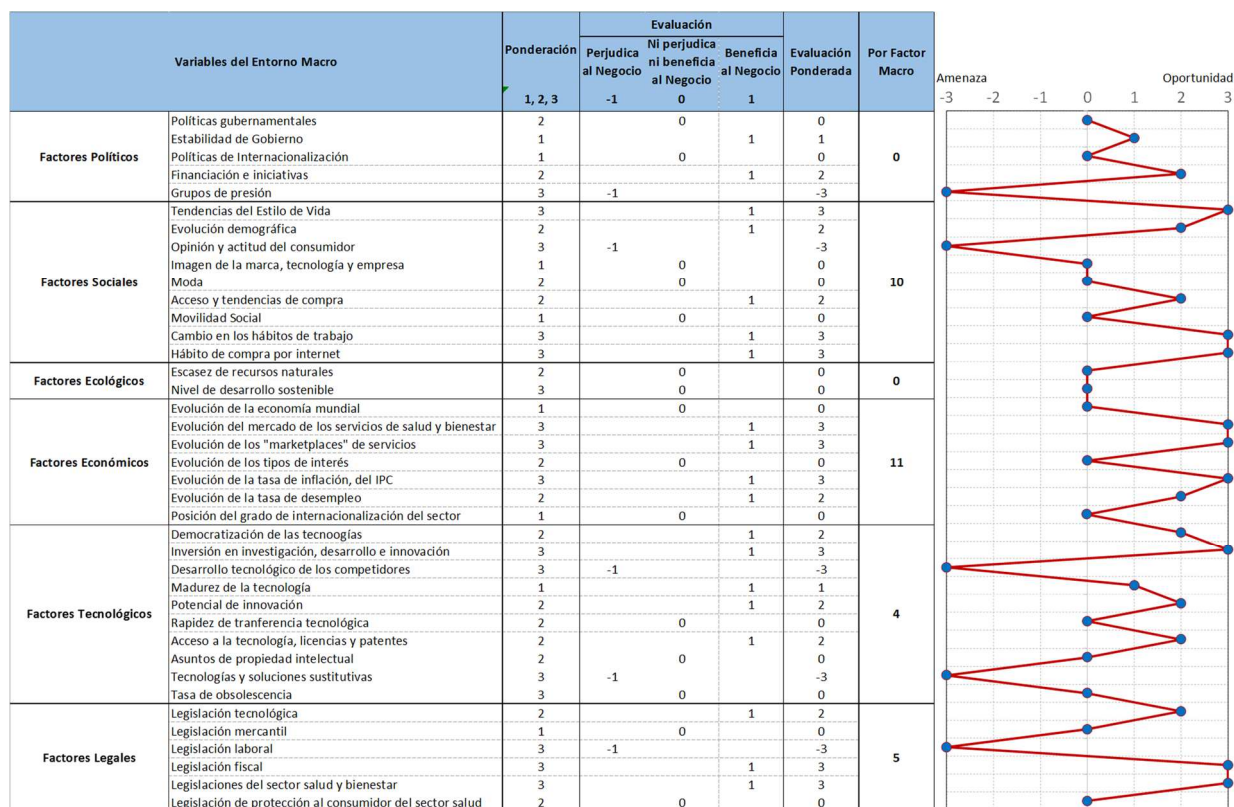 Variables del Entorno Macro
Ponderación
1, 2, 3
Evaluación
Perjudica
al Negocio
-1
Ni perjudica
ni beneficia
al Negocio
0
Beneficia
al Negocio
1
Evaluación
Ponderada
Por Factor
Macro
Amenaza Oportunidad
-3 -2 -1 0 1 2 3
Factores Políticos
Políticas gubernamentales 2 0 0
Estabilidad de Gobierno 1 1 1
Políticas de Internacionalización 1 0 0
Financiación e iniciativas 2 1 2
Grupos de presión 3 -1 -3
0
Factores Sociales
Tendencias del Estilo de Vida 3 1 3
Evolución demográfica 2 1 2
Opinión y actitud del consumidor 3 -1 -3
Imagen de la marca, tecnología y empresa 1 0 0
Moda 2 0 0
Acceso y tendencias de compra 2 1 2
Movilidad Social 1 0 0
Cambio en los hábitos de trabajo 3 1 3
Hábito de compra por internet 3 1 3
10
Factores Ecológicos
Escasez de recursos naturales 2 0 0
Nivel de desarrollo sostenible 3 0 0
0
Factores Económicos
Evolución de la economía mundial 1 0 0
Evolución del mercado de los servicios de salud y bienestar 3 1 3
Evolución de los "marketplaces" de servicios 3 1 3
Evolución de los tipos de interés 2 0 0
Evolución de la tasa de inflación, del IPC 3 1 3
Evolución de la tasa de desempleo 2 1 2
Posición del grado de internacionalización del sector 1 0 0
11
Factores Tecnológicos
Democratización de las tecnoogías 2 1 2
Inversión en investigación, desarrollo e innovación 3 1 3
Desarrollo tecnológico de los competidores 3 -1 -3
Madurez de la tecnología 1 1 1
Potencial de innovación 2 1 2
Rapidez de tranferencia tecnológica 2 0 0
Acceso a la tecnología, licencias y patentes 2 1 2
Asuntos de propiedad intelectual 2 0 0
Tecnologías y soluciones sustitutivas 3 -1 -3
Tasa de obsolescencia 3 0 0
4
Factores Legales
Legislación tecnológica 2 1 2
Legislación mercantil 1 0 0
Legislación laboral 3 -1 -3
Legislación fiscal 3 1 3
Legislaciones del sector salud y bienestar 3 1 3
Legislación de protección al consumidor del sector salud 2 0 0
5